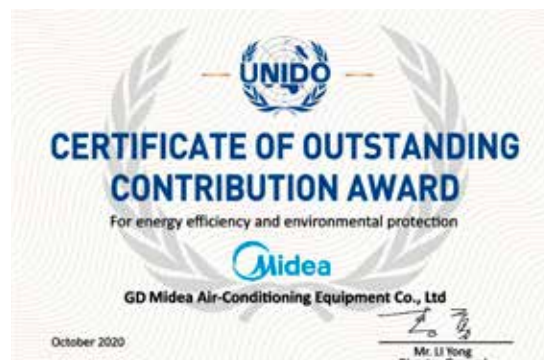 UNIDO
CERTIFICATE OF OUTSTANDING
CONTRIBUTION AWARD
For energy efficiency and environmental protection
Midea
GD Midea Air-Conditioning Equipment Co., Ltd
October 2020
Mr. LI Yong